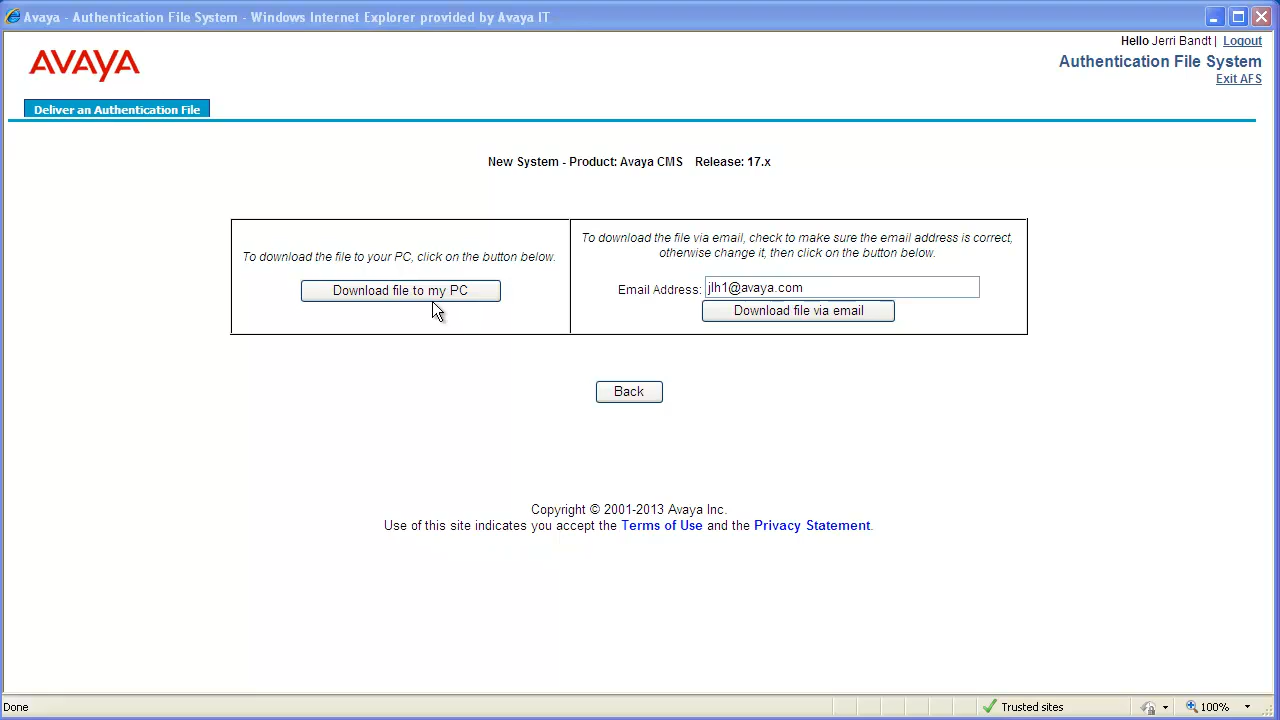 Avaya - Authentication File System - Windows Internet Explorer provided by Avaya IT
AVAYA
Hello Jerri Bandt | Logout
Authentication File System
Exit AFS
Deliver an Authentication File
New System - Product: Avaya CMS Release: 17.x
To download the file to your PC, click on the button below.
Download file to my PC
To download the file via email, check to make sure the email address is correct,
otherwise change it, then click on the button below.
Email Address: jlh1@avaya.com
Download file via email
Back
Copyright © 2001-2013 Avaya Inc.
Use of this site indicates you accept the Terms of Use and the Privacy Statement.
Done
Trusted sites
100%